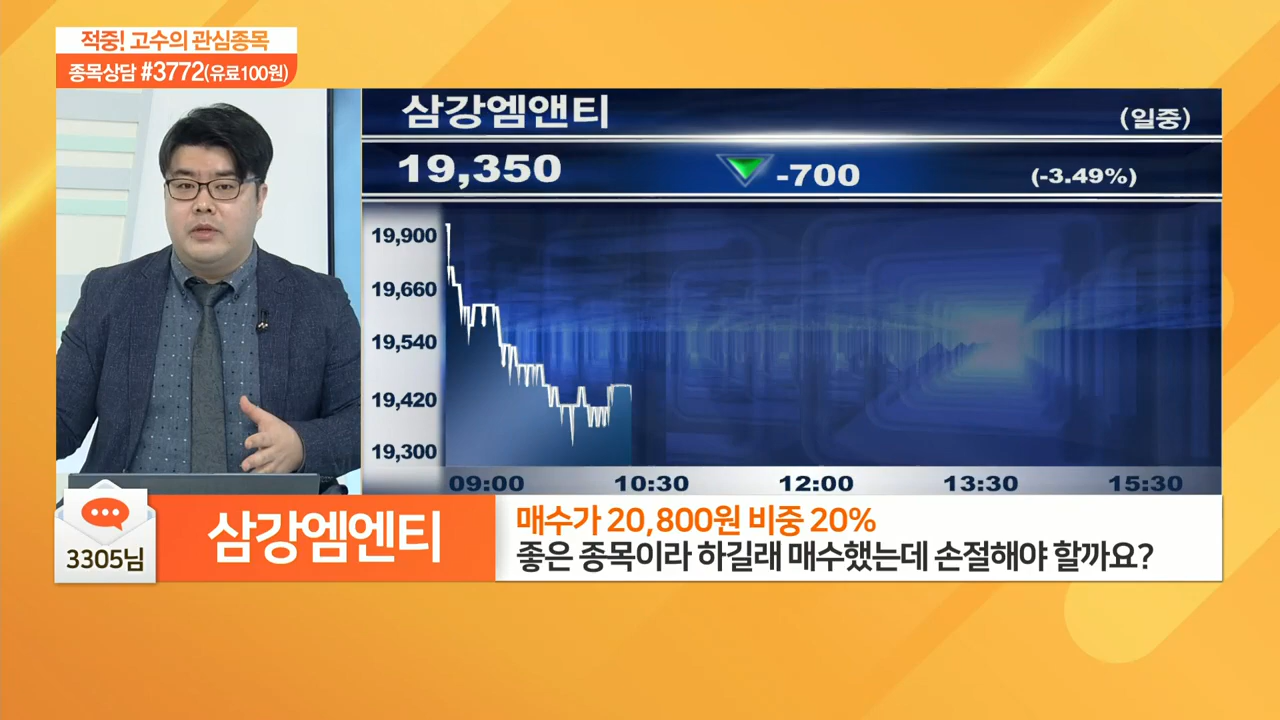 적중! 고수의 관심종목
종목상담 #3772(유료100원)
삼강엠앤티
(일중)
19,350
-700
(-3.49%)
19,900
19,660
19,540
19,420
19,300
09:00
10:30
12:00
13:30
15:30
3305님
삼강엠엔티
매수가 20,800원 비중 20%
좋은 종목이라 하길래 매수했는데 손절해야 할까요?